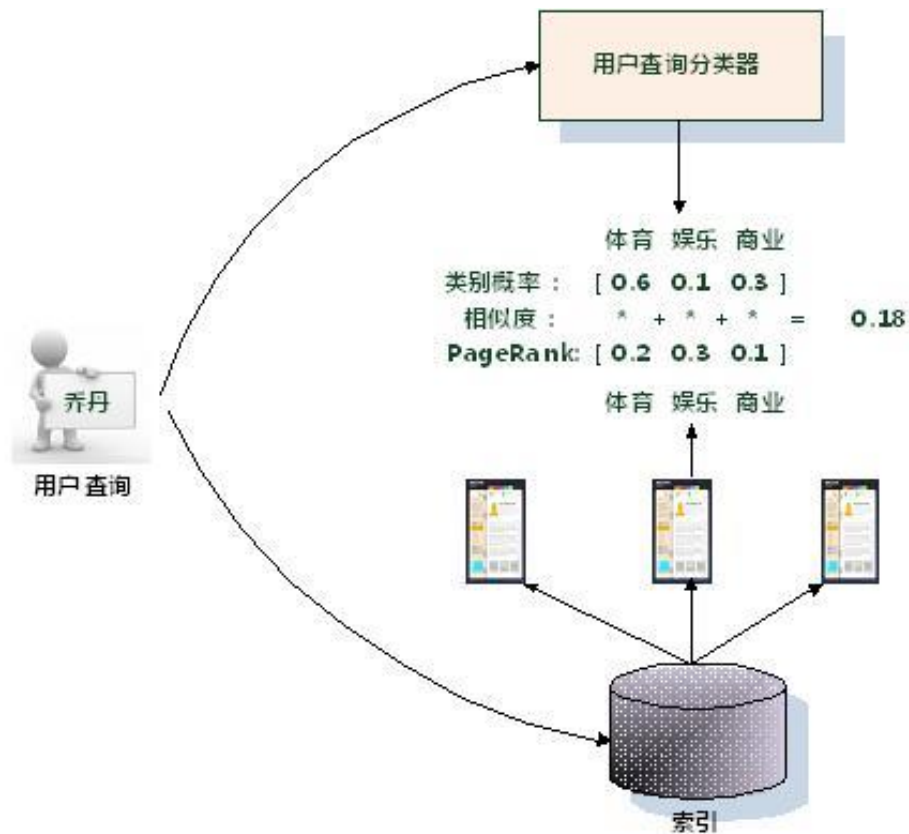 用户查询分类器
体育 娱乐 商业
类别概率： [ 0.6 0.1 0.3 ]
相似度： * + * + * = 0.18
PageRank: [ 0.2 0.3 0.1 ]
体育 娱乐 商业
乔丹
用户查询
索引